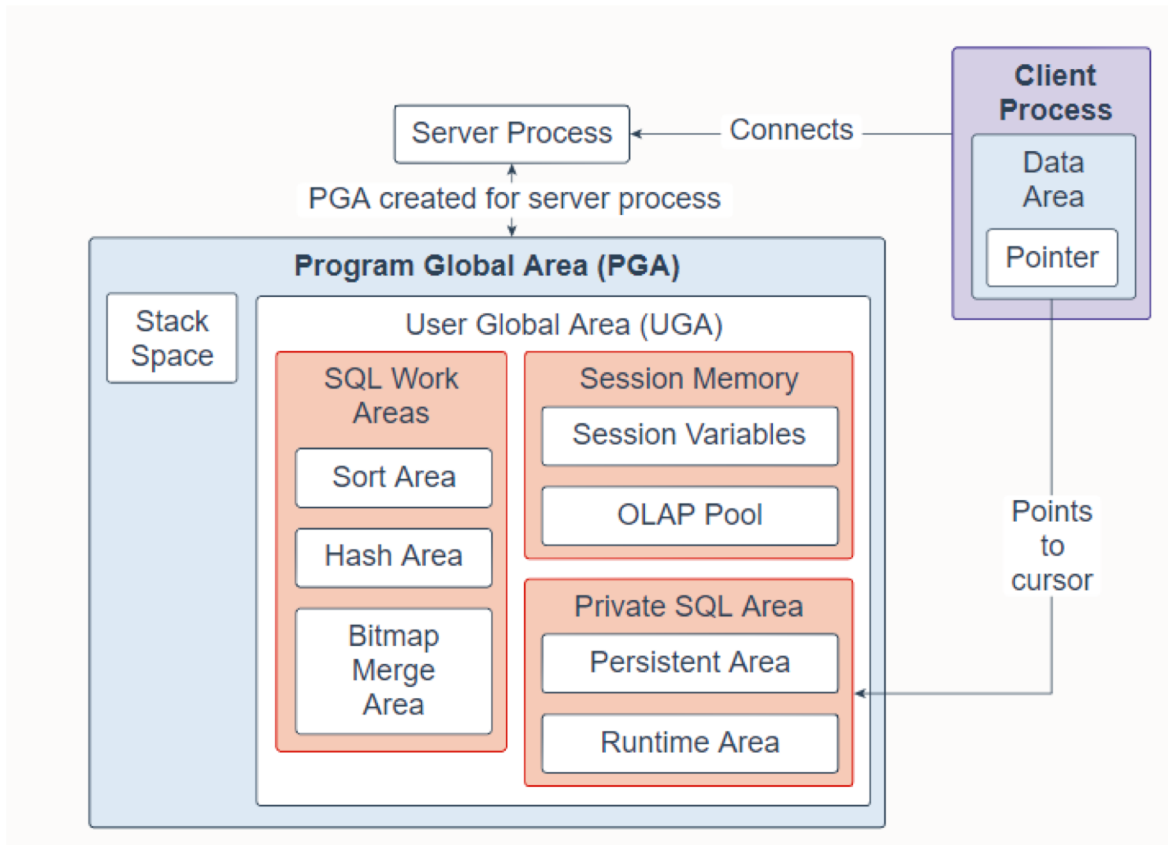 Client
Process
Server Process
Connects
Data
Area
PGA created for server process
Pointer
Program Global Area (PGA)
Stack
Space
User Global Area (UGA)
SQL Work
Areas
Sort Area
Hash Area
Bitmap
Merge
Area
Session Memory
Session Variables
OLAP Pool
Private SQL Area
Persistent Area
Runtime Area
Points
to
cursor